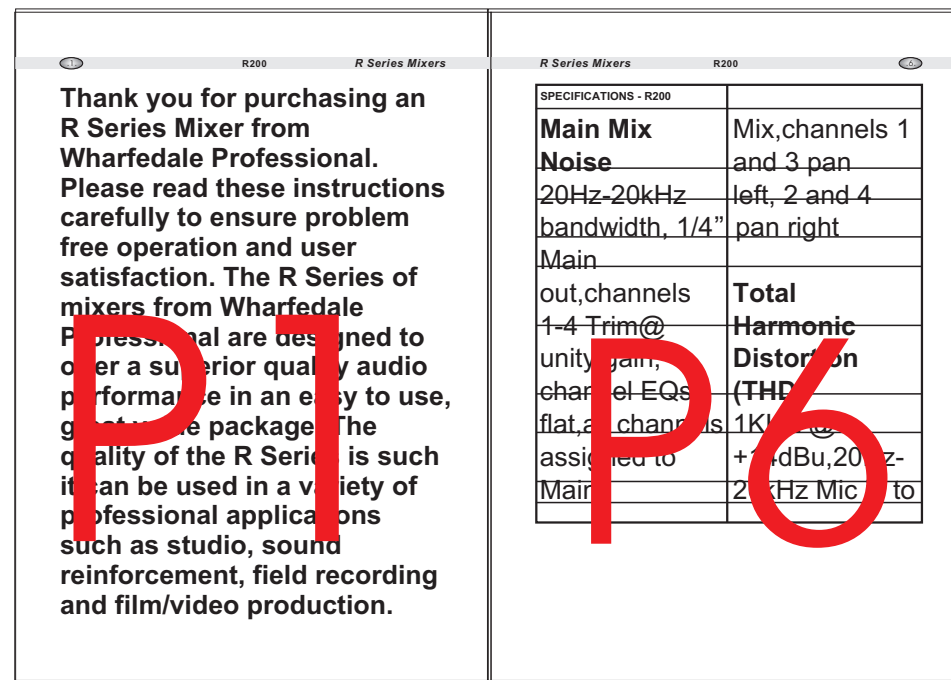 1.
R200
R Series Mixers
Thank you for purchasing an
R Series Mixer from
Wharfedale Professional.
Please read these instructions
carefully to ensure problem
free operation and user
satisfaction. The R Series of
mixers from Wharfedale
Professional are designed to
offer a superior quality audio
performance in an easy to use,
great value package. The
quality of the R Series is such
it can be used in a variety of
professional applications
such as studio, sound
reinforcement, field recording
and film/video production.
P1
R Series Mixers
R200
.6.
SPECIFICATIONS - R200
Main Mix
Noise
20Hz-20kHz
bandwidth, 1/4”
Main
out,channels
1-4 Trim@
unity gain,
channel EQs
flat,all channels
assigned to
Main
Mix,channels 1
and 3 pan
left, 2 and 4
pan right
Total
Harmonic
Distortion
(THD)
@
+14dBu,20Hz-
20kHz Mic to
P6